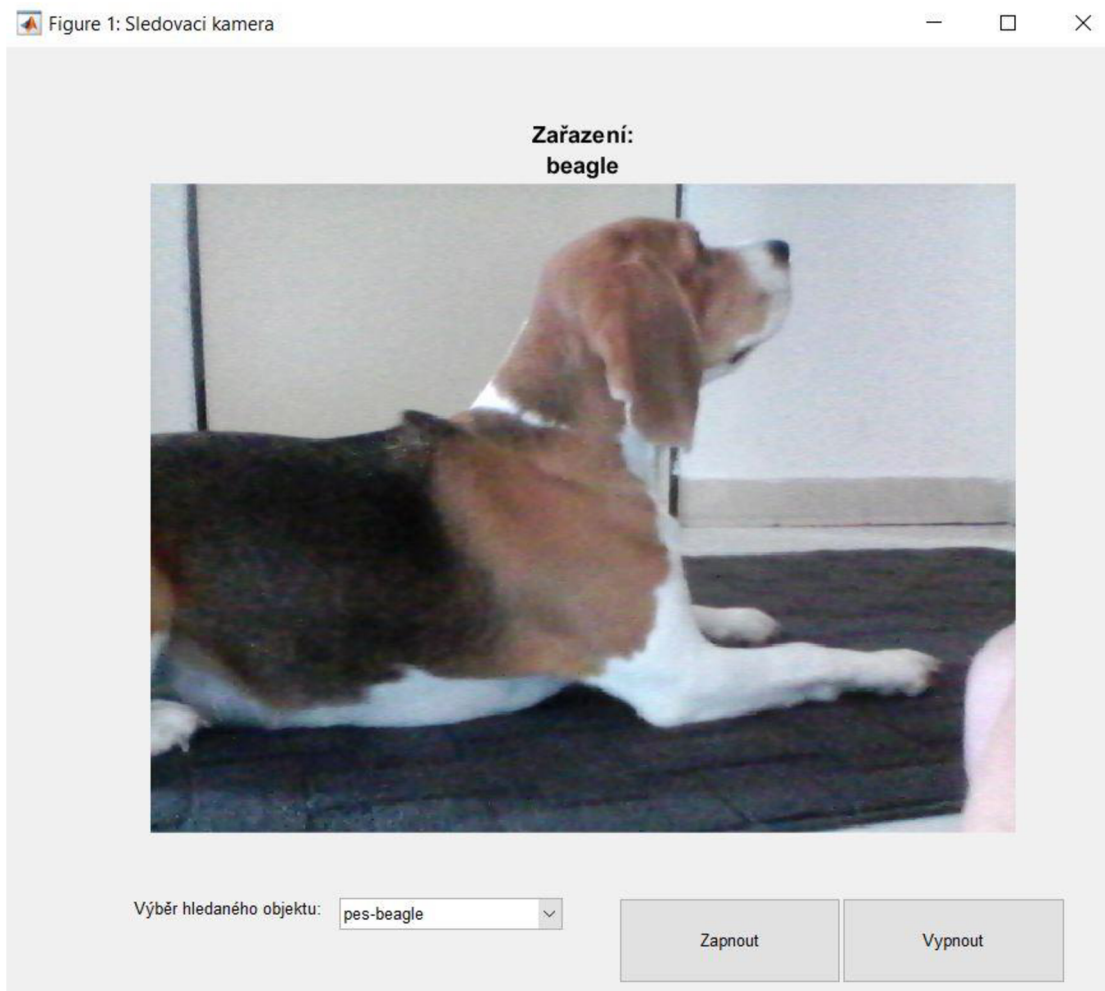 Figure 1: Sledovaci kamera
Zařazení:
beagle
Výběr hledaného objektu:
pes-beagle
Zapnout
Vypnout